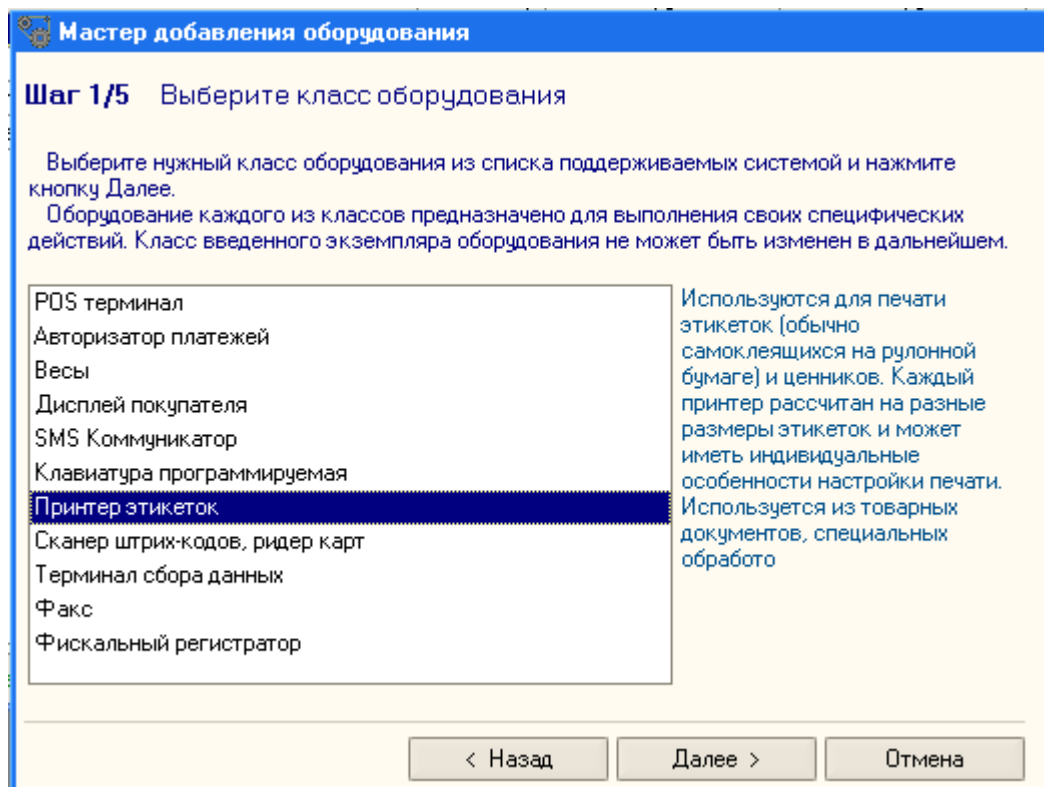 Мастер добавления оборудования
Шаг 1/5 Выберите класс оборудования
Выберите нужный класс оборудования из списка поддерживаемых системой и нажмите
кнопку Далее.
Оборудование каждого из классов предназначено для выполнения своих специфических
действий. Класс введенного экземпляра оборудования не может быть изменен в дальнейшем.
POS терминал
Авторизатор платежей
Весы
Дисплей покупателя
SMS Коммуникатор
Клавиатура программируемая
Принтер этикеток
Сканер штрих-кодов, ридер карт
Терминал сбора данных
Факс
Фискальный регистратор
Используются для печати
этикеток (обычно
самоклеящихся на рулонной
бумаге) и ценников. Каждый
принтер рассчитан на разные
размеры этикеток и может
иметь индивидуальные
особенности настройки печати.
Используется из товарных
документов, специальных
обработо
< Назад
Далее >
Отмена